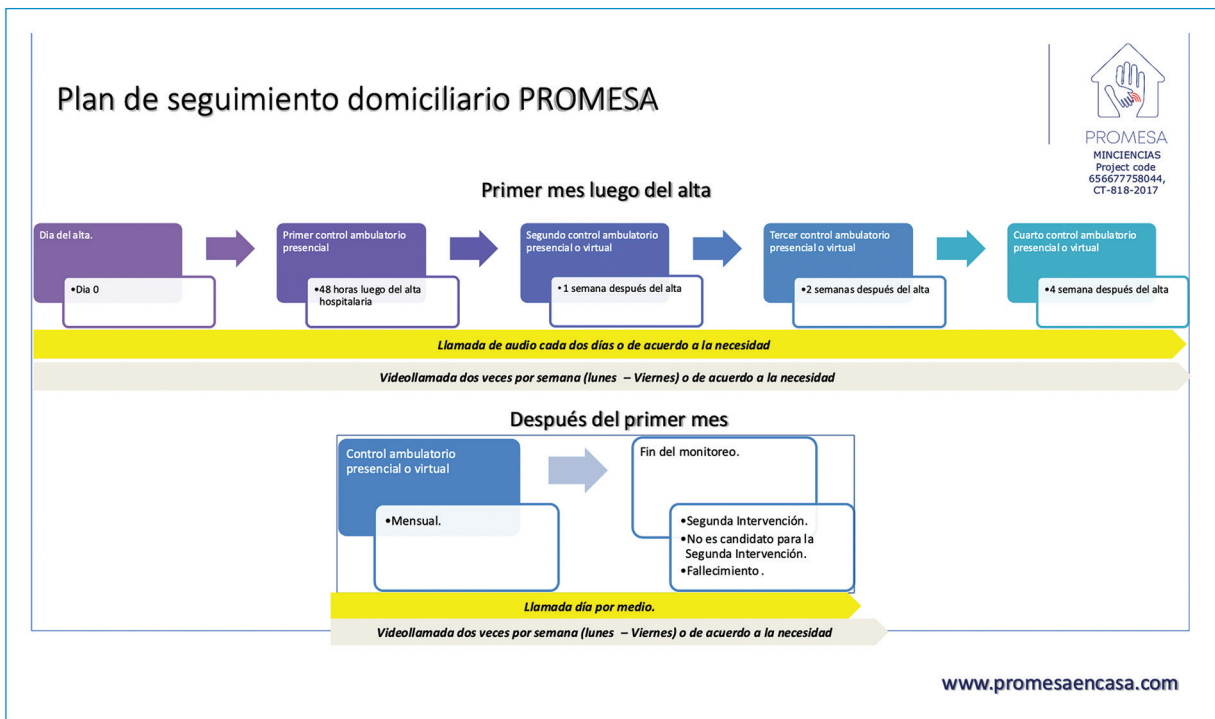 Plan de seguimiento domiciliario PROMESA
PROMESA
MINCIENCIAS
Project code
656677758044,
CT-818-2017
Primer mes luego del alta
Dia del alta.
•Dia 0
Primer control ambulatorio
presencial
•48 horas luego del alta
hospitalaria
Segundo control ambulatorio
presencial o virtual
•1 semana después del alta
Tercer control ambulatorio
presencial o virtual
•2 semanas después del alta
Cuarto control ambulatorio
presencial o virtual
•4 semana después del alta
Llamada de audio cada dos días o de acuerdo a la necesidad
Videollamada dos veces por semana (lunes – Viernes) o de acuerdo a la necesidad
Después del primer mes
Control ambulatorio
presencial o virtual
•Mensual.
Fin del monitoreo.
•Segunda Intervención.
•No es candidato para la
Segunda Intervención.
•Fallecimiento .
Llamada día por medio.
Videollamada dos veces por semana (lunes – Viernes) o de acuerdo a la necesidad
www.promesaencasa.com